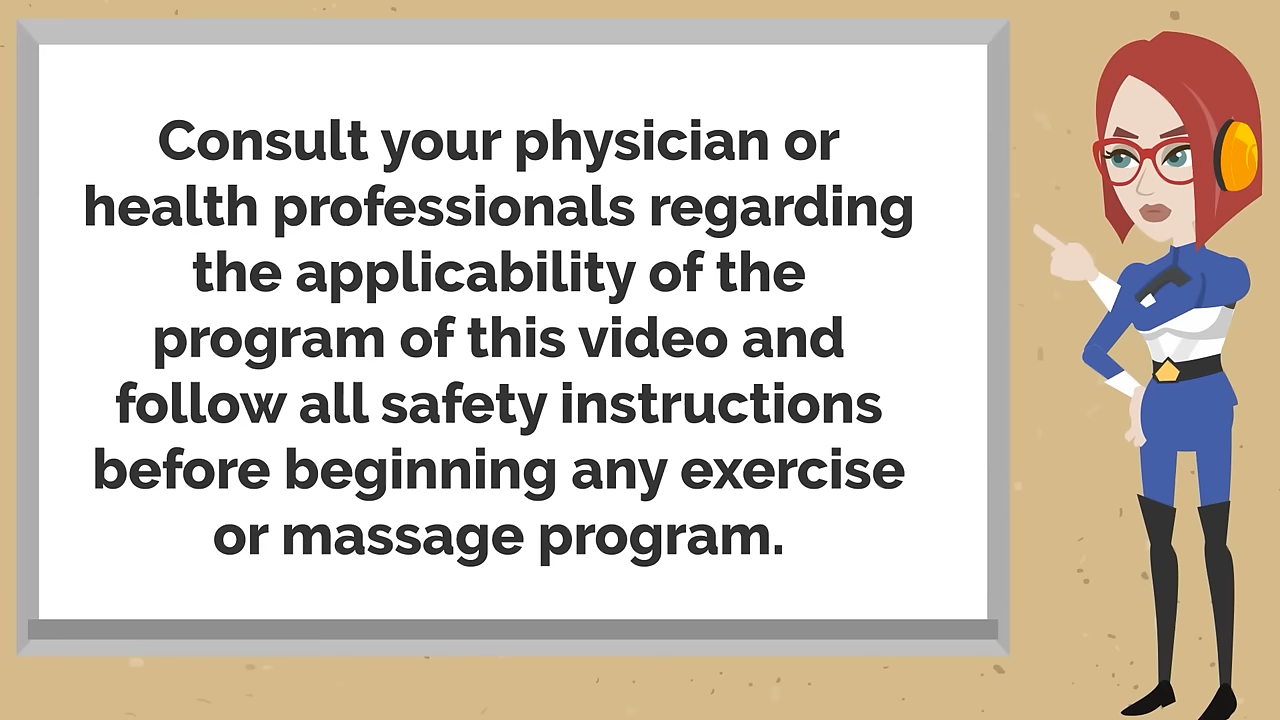 Consult your physician or
health professionals regarding
the applicability of the
program of this video and
follow all safety instructions
before beginning any exercise
or massage program.